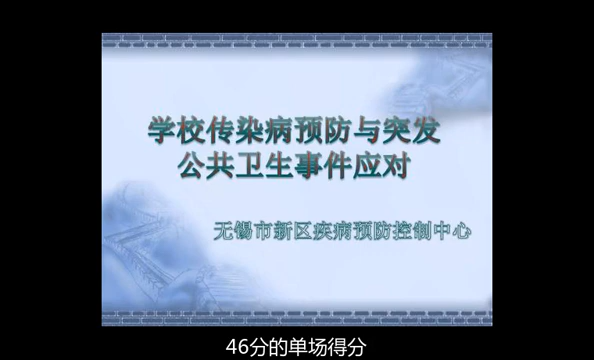 学校传染病预防与突发
公共卫生事件应对
无锡市新区疾病预防控制中心
46分的单场得分